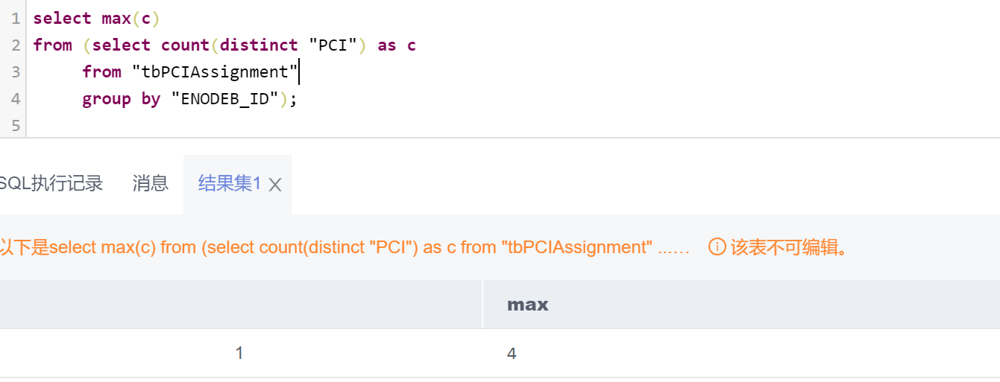 1 select max(c)
2 from (select count(distinct "PCI") as c
3 from "tbPCIAssignment"
4 group by "ENODEB_ID");
5
SQL执行记录 消息 结果集1 X
以下是select max(c) from (select count(distinct "PCI") as c from "tbPCIAssignment" ...... 该表不可编辑。
max
1 4